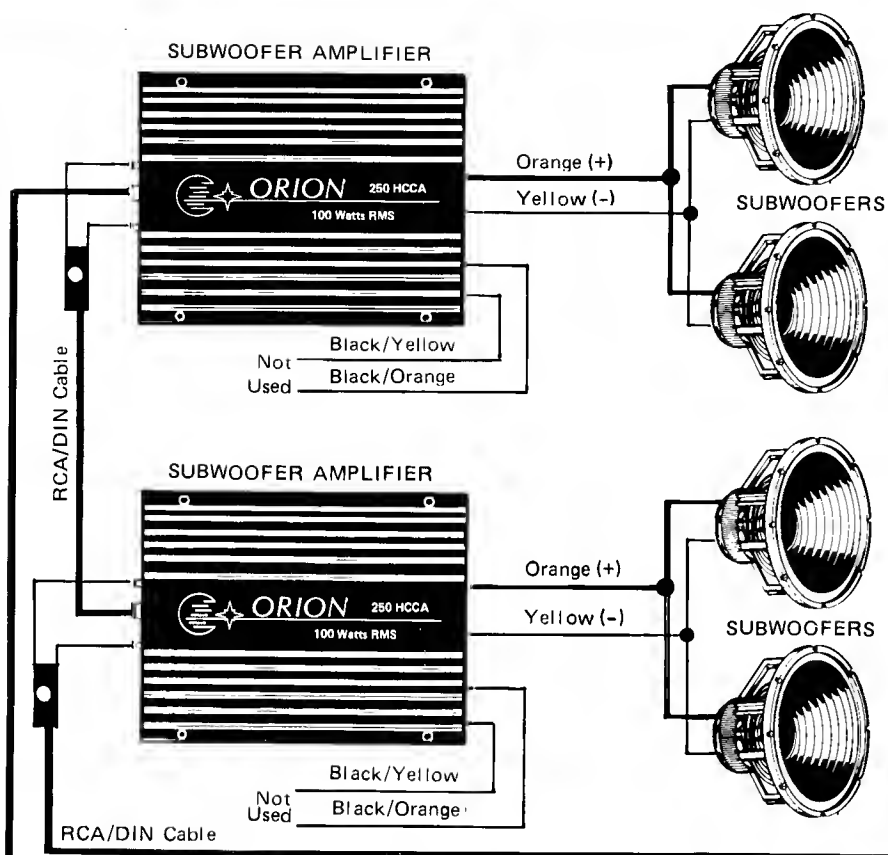 SUBWOOFER AMPLIFIER
ORION 250 HCCA
100 Watts RMS
Orange (+)
Yellow (-)
SUBWOOFERS
Black/Yellow
Not
Used
Black/Orange
RCA/DIN Cable
SUBWOOFER AMPLIFIER
ORION 250 HCCA
100 Watts RMS
Orange (+)
Yellow (-)
SUBWOOFERS
Black/Yellow
Not
Used
Black/Orange
RCA/DIN Cable